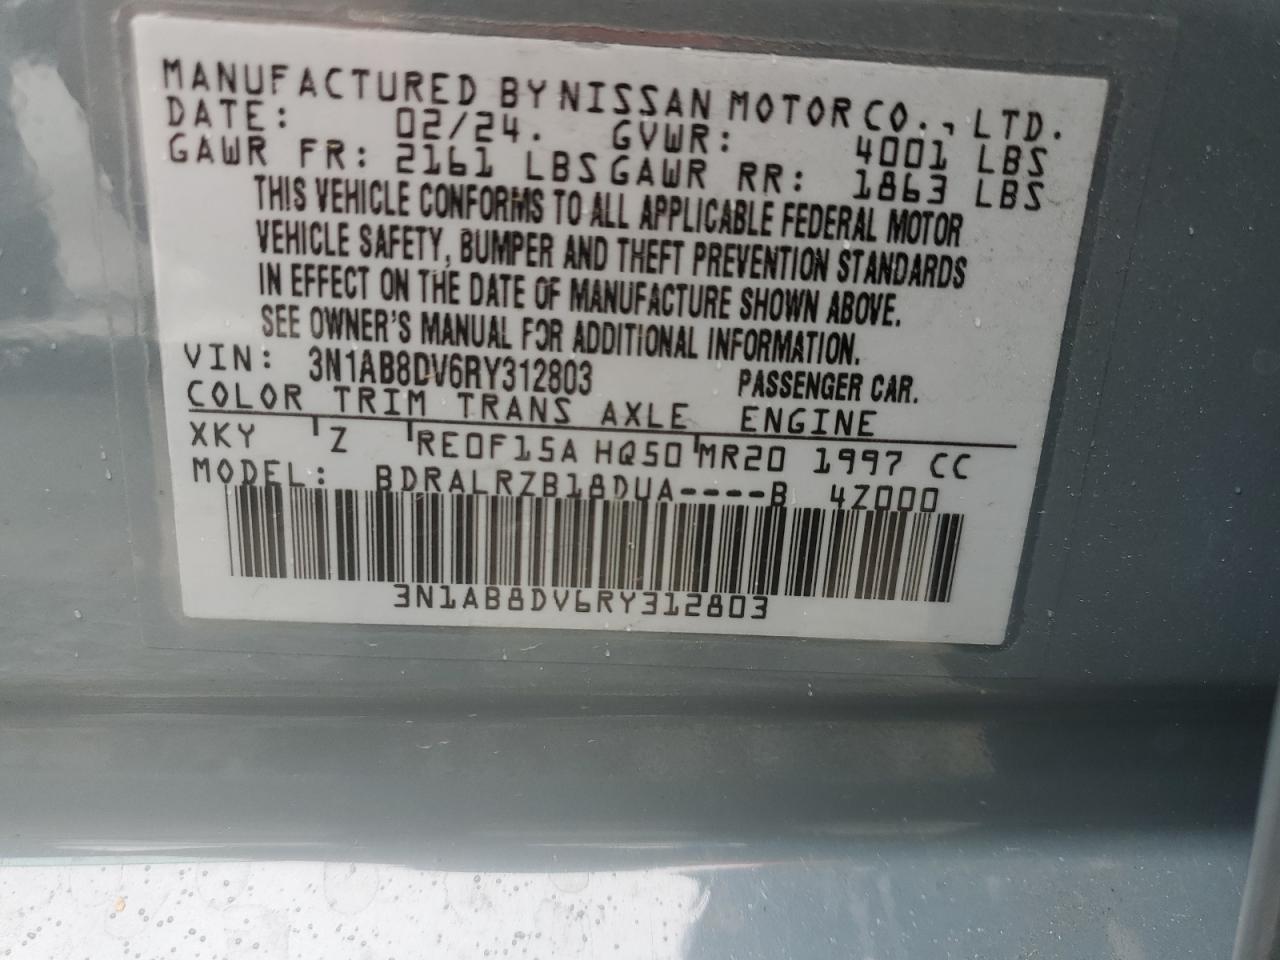 MANUFACTURED BY NISSAN MOTOR CO., LTD.
DATE: 02/24. GVWR: 4001 LBS
GAWR FR: 2161 LBS GAWR RR: 1863 LBS
THIS VEHICLE CONFORMS TO ALL APPLICABLE FEDERAL MOTOR
VEHICLE SAFETY, BUMPER AND THEFT PREVENTION STANDARDS
IN EFFECT ON THE DATE OF MANUFACTURE SHOWN ABOVE.
SEE OWNER'S MANUAL FOR ADDITIONAL INFORMATION.
VIN: 3N1AB8DV6RY312803 PASSENGER CAR.
COLOR TRIM TRANS AXLE ENGINE
XKY Z RE0F15A HQ50 MR20 1997 CC
MODEL: BDRALRZB18DUA----B 4Z000
3N1AB8DV6RY312803